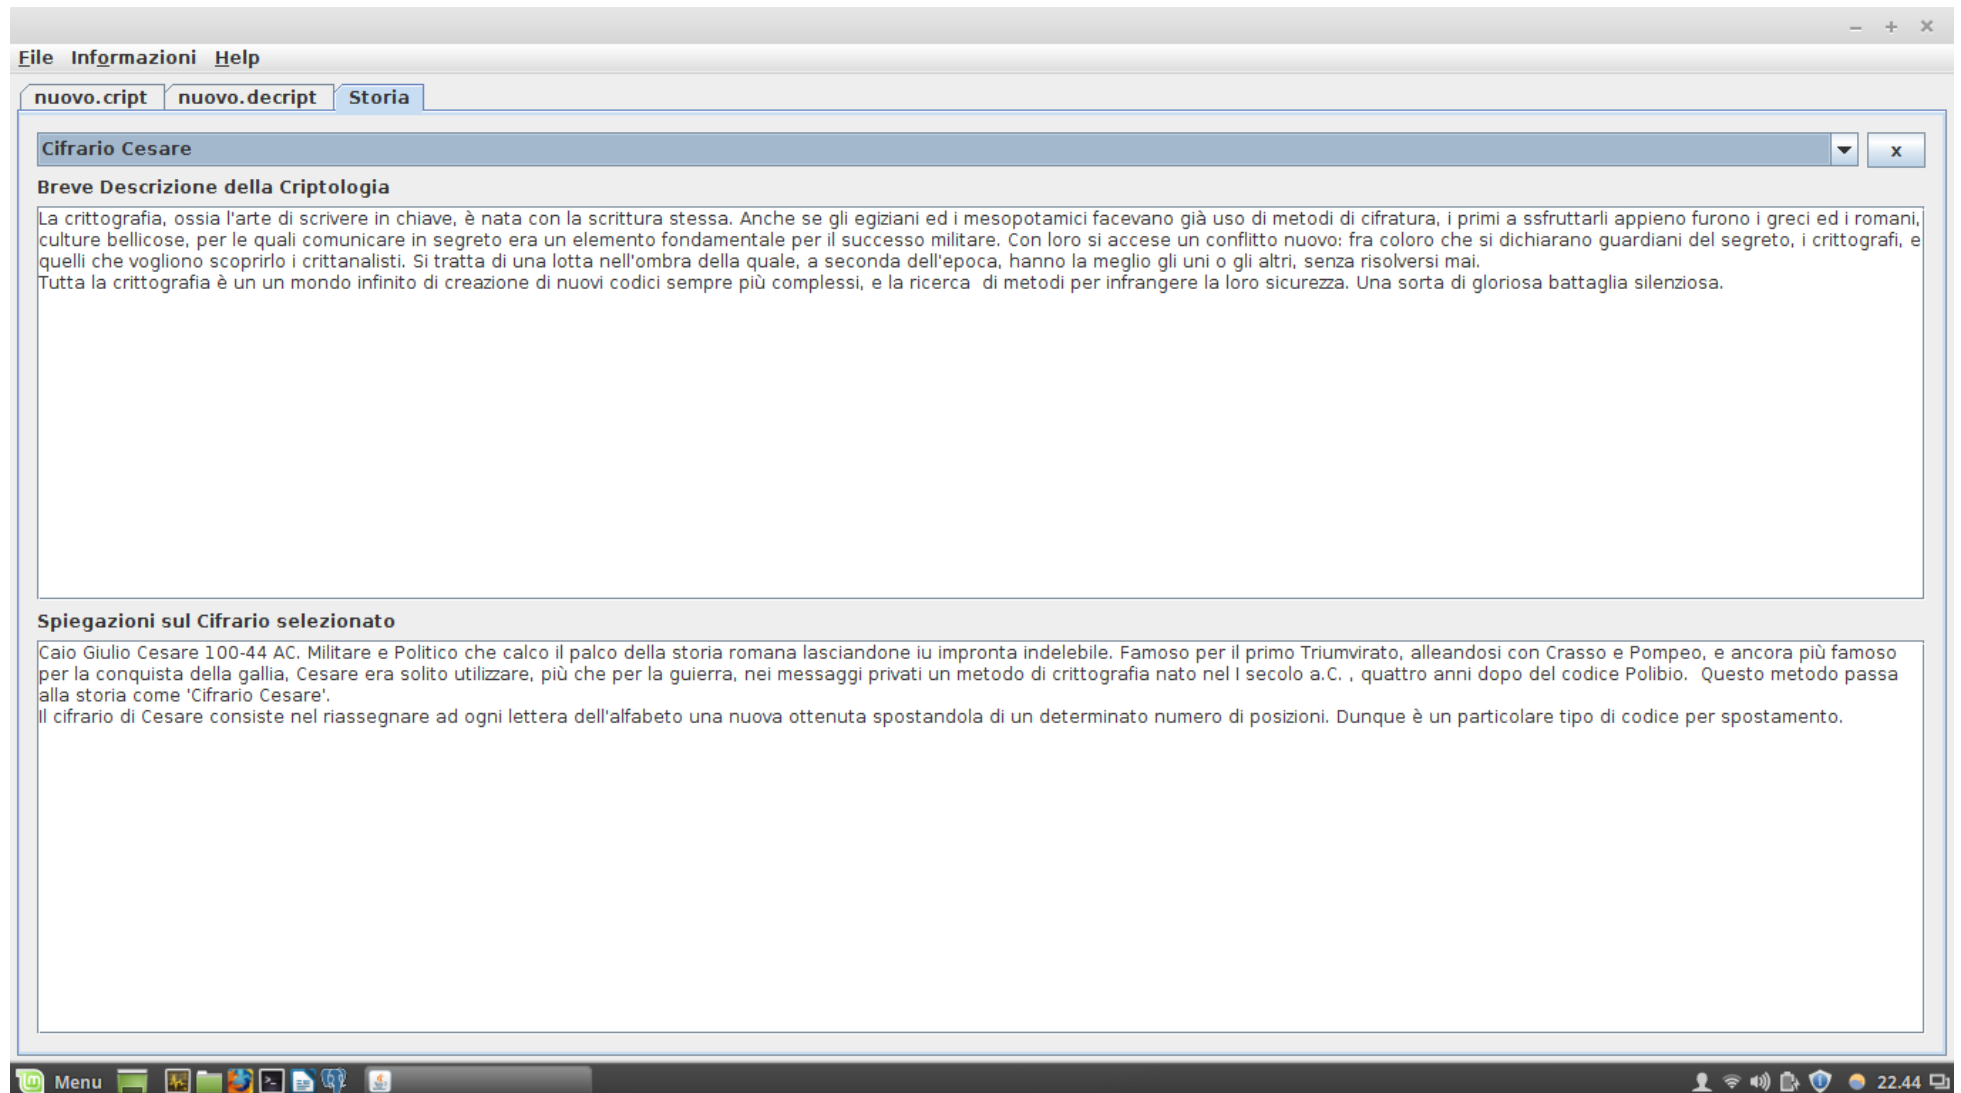 – + ×
File Informazioni Help
nuovo.cript nuovo.decript Storia
Cifrario Cesare x
Breve Descrizione della Criptologia
La crittografia, ossia l'arte di scrivere in chiave, è nata con la scrittura stessa. Anche se gli egiziani ed i mesopotamici facevano già uso di metodi di cifratura, i primi a ssfruttarli appieno furono i greci ed i romani,
culture bellicose, per le quali comunicare in segreto era un elemento fondamentale per il successo militare. Con loro si accese un conflitto nuovo: fra coloro che si dichiarano guardiani del segreto, i crittografi, e
quelli che vogliono scoprirlo i crittanalisti. Si tratta di una lotta nell'ombra della quale, a seconda dell'epoca, hanno la meglio gli uni o gli altri, senza risolversi mai.
Tutta la crittografia è un un mondo infinito di creazione di nuovi codici sempre più complessi, e la ricerca  di metodi per infrangere la loro sicurezza. Una sorta di gloriosa battaglia silenziosa.
Spiegazioni sul Cifrario selezionato
Caio Giulio Cesare 100-44 AC. Militare e Politico che calco il palco della storia romana lasciandone iu impronta indelebile. Famoso per il primo Triumvirato, alleandosi con Crasso e Pompeo, e ancora più famoso
per la conquista della gallia, Cesare era solito utilizzare, più che per la guierra, nei messaggi privati un metodo di crittografia nato nel I secolo a.C. , quattro anni dopo del codice Polibio.  Questo metodo passa
alla storia come 'Cifrario Cesare'.
Il cifrario di Cesare consiste nel riassegnare ad ogni lettera dell'alfabeto una nuova ottenuta spostandola di un determinato numero di posizioni. Dunque è un particolare tipo di codice per spostamento.
Menu 22.44